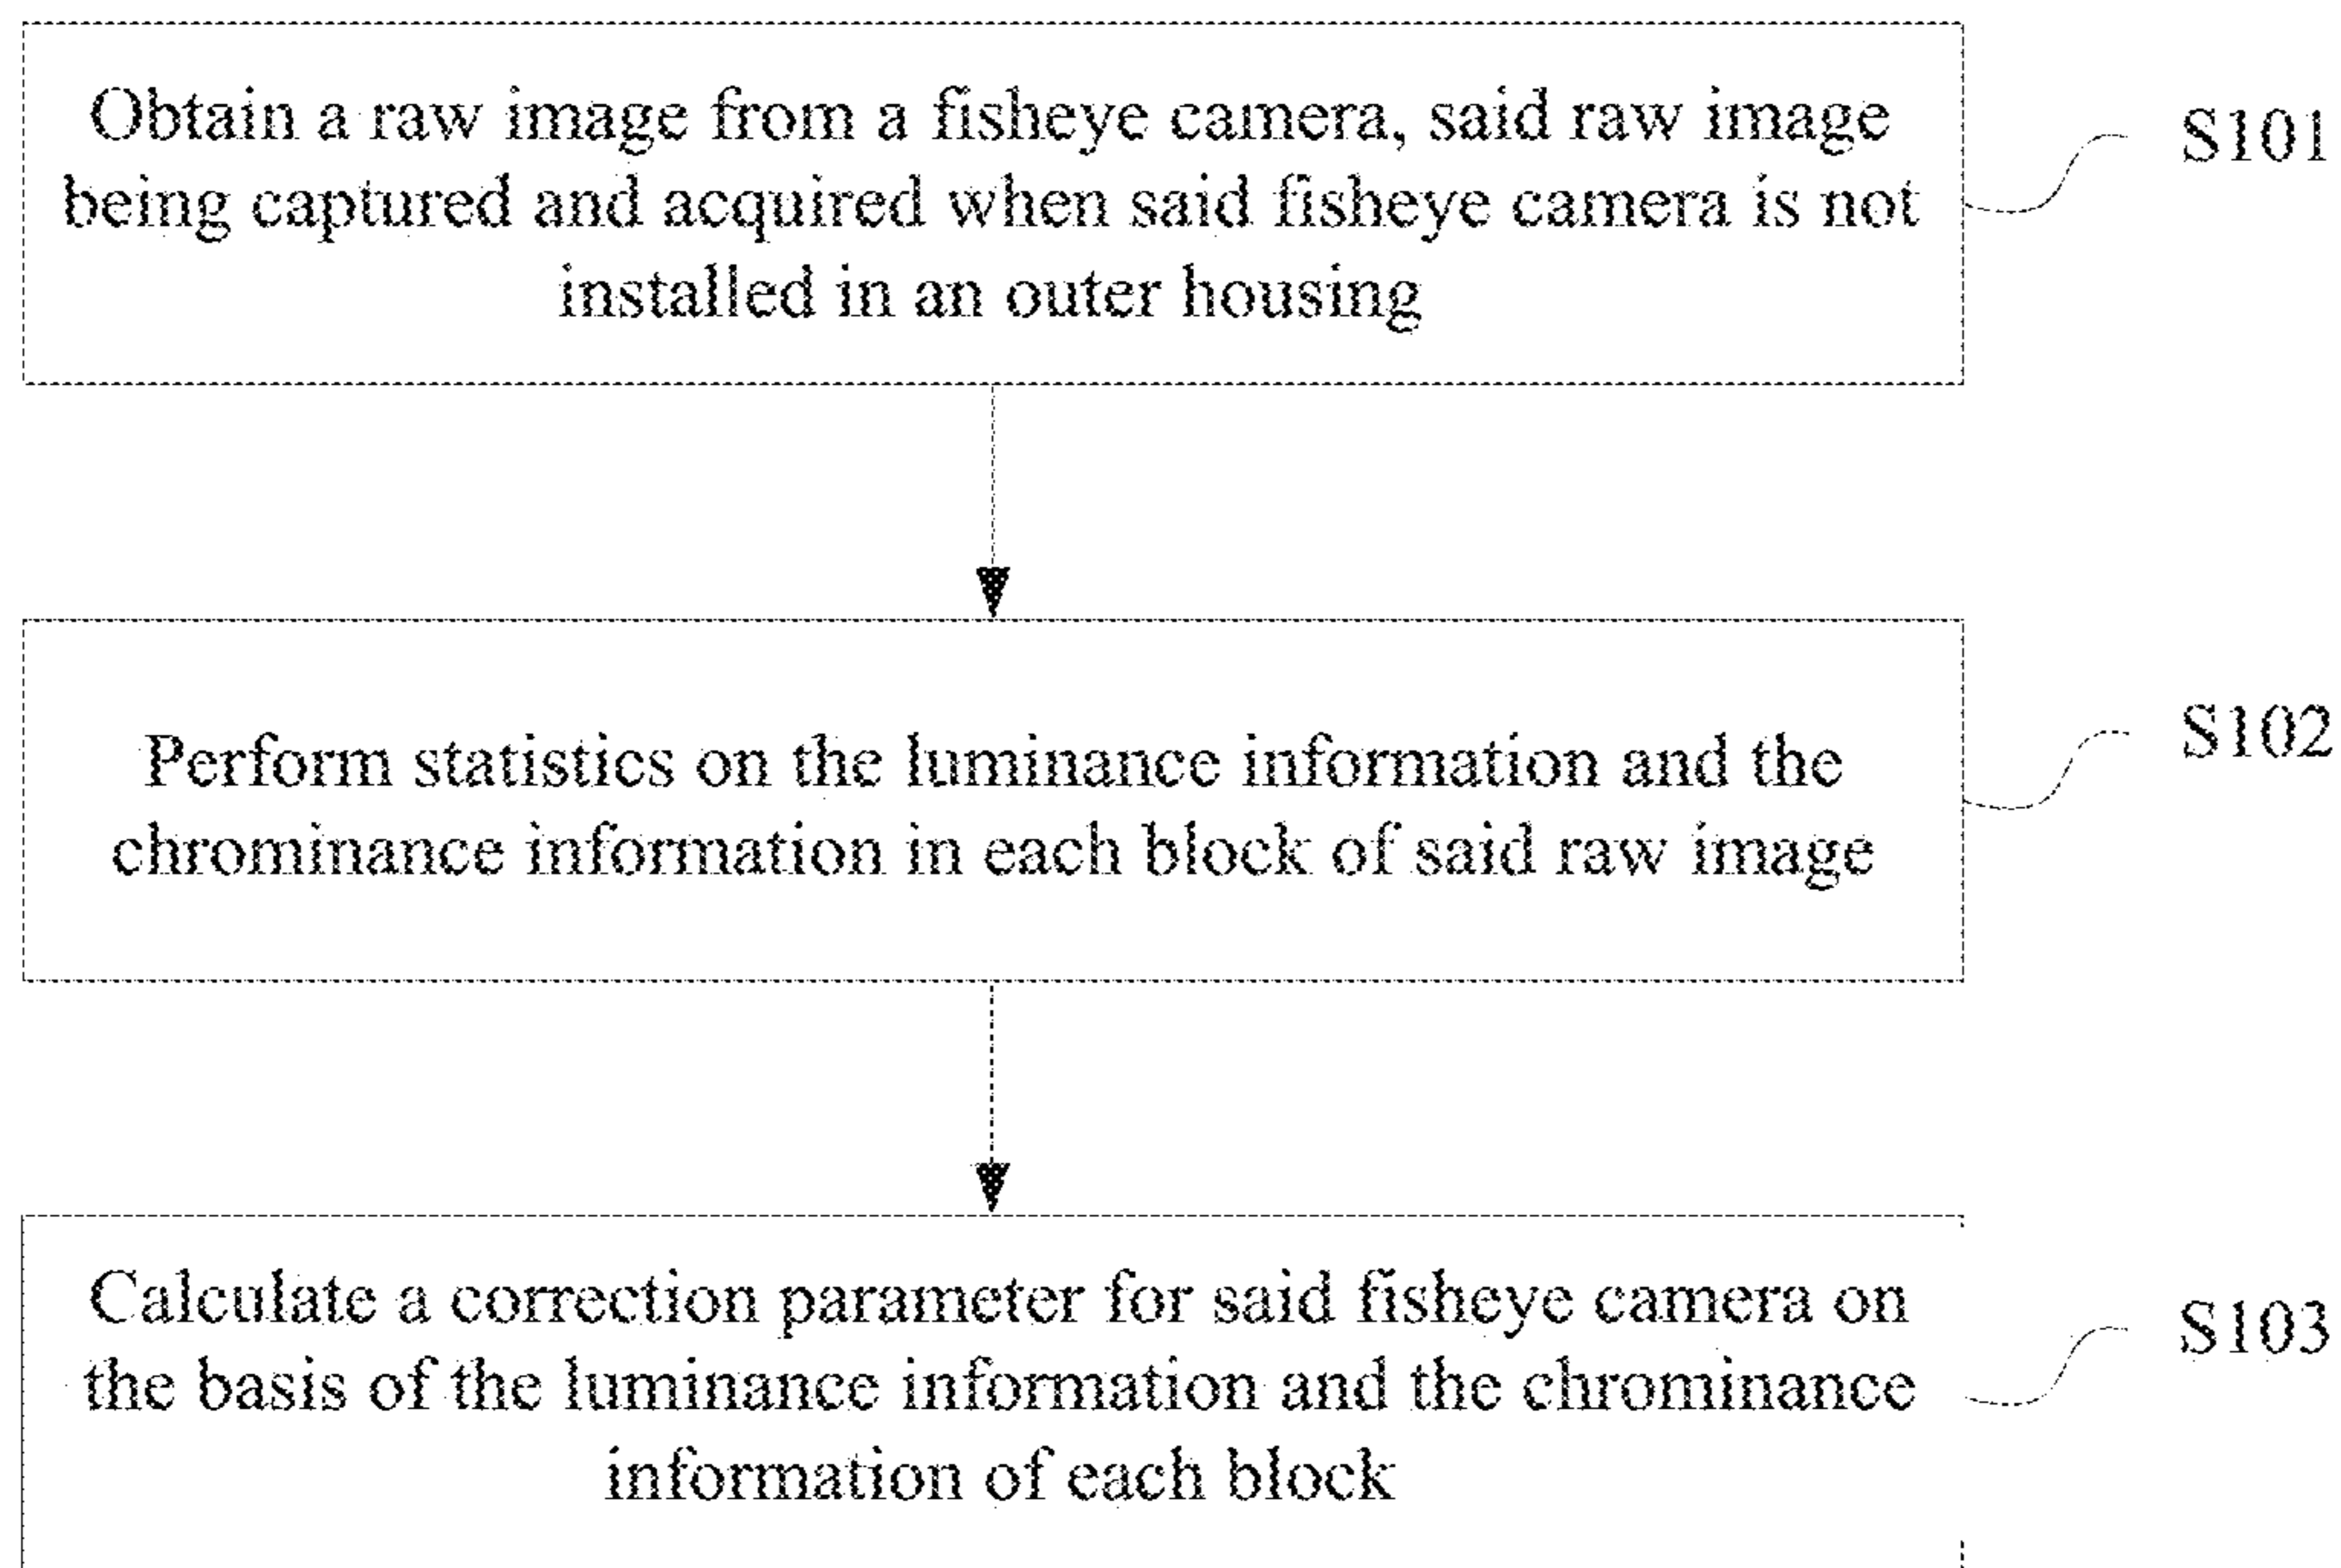 Obtain a raw image from a fisheye camera, said raw image
being captured and acquired when said fisheye camera is not
installed in an outer housing
S101
Perform statistics on the luminance information and the
chrominance information in each block of said raw image
S102
Calculate a correction parameter for said fisheye camera on
the basis of the luminance information and the chrominance
information of each block
S103